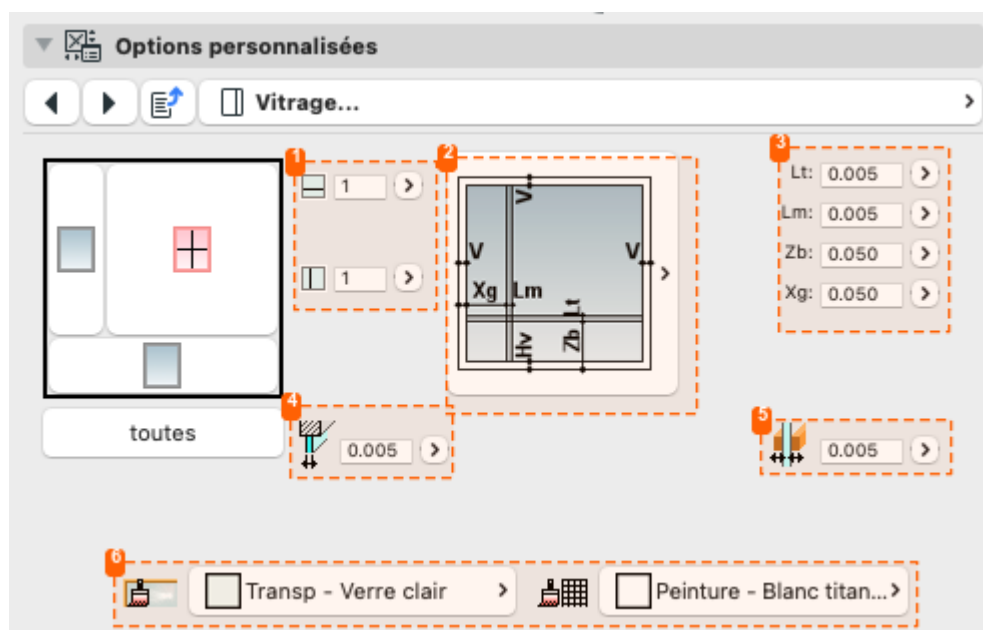 Options personnalisées
Vitrage...
1
1
1
2
V
V
V
Xg
Lm
Lt
Hv
Zb
3
Lt: 0.005
Lm: 0.005
Zb: 0.050
Xg: 0.050
toutes
4
0.005
5
0.005
6
Transp - Verre clair
Peinture - Blanc titan...